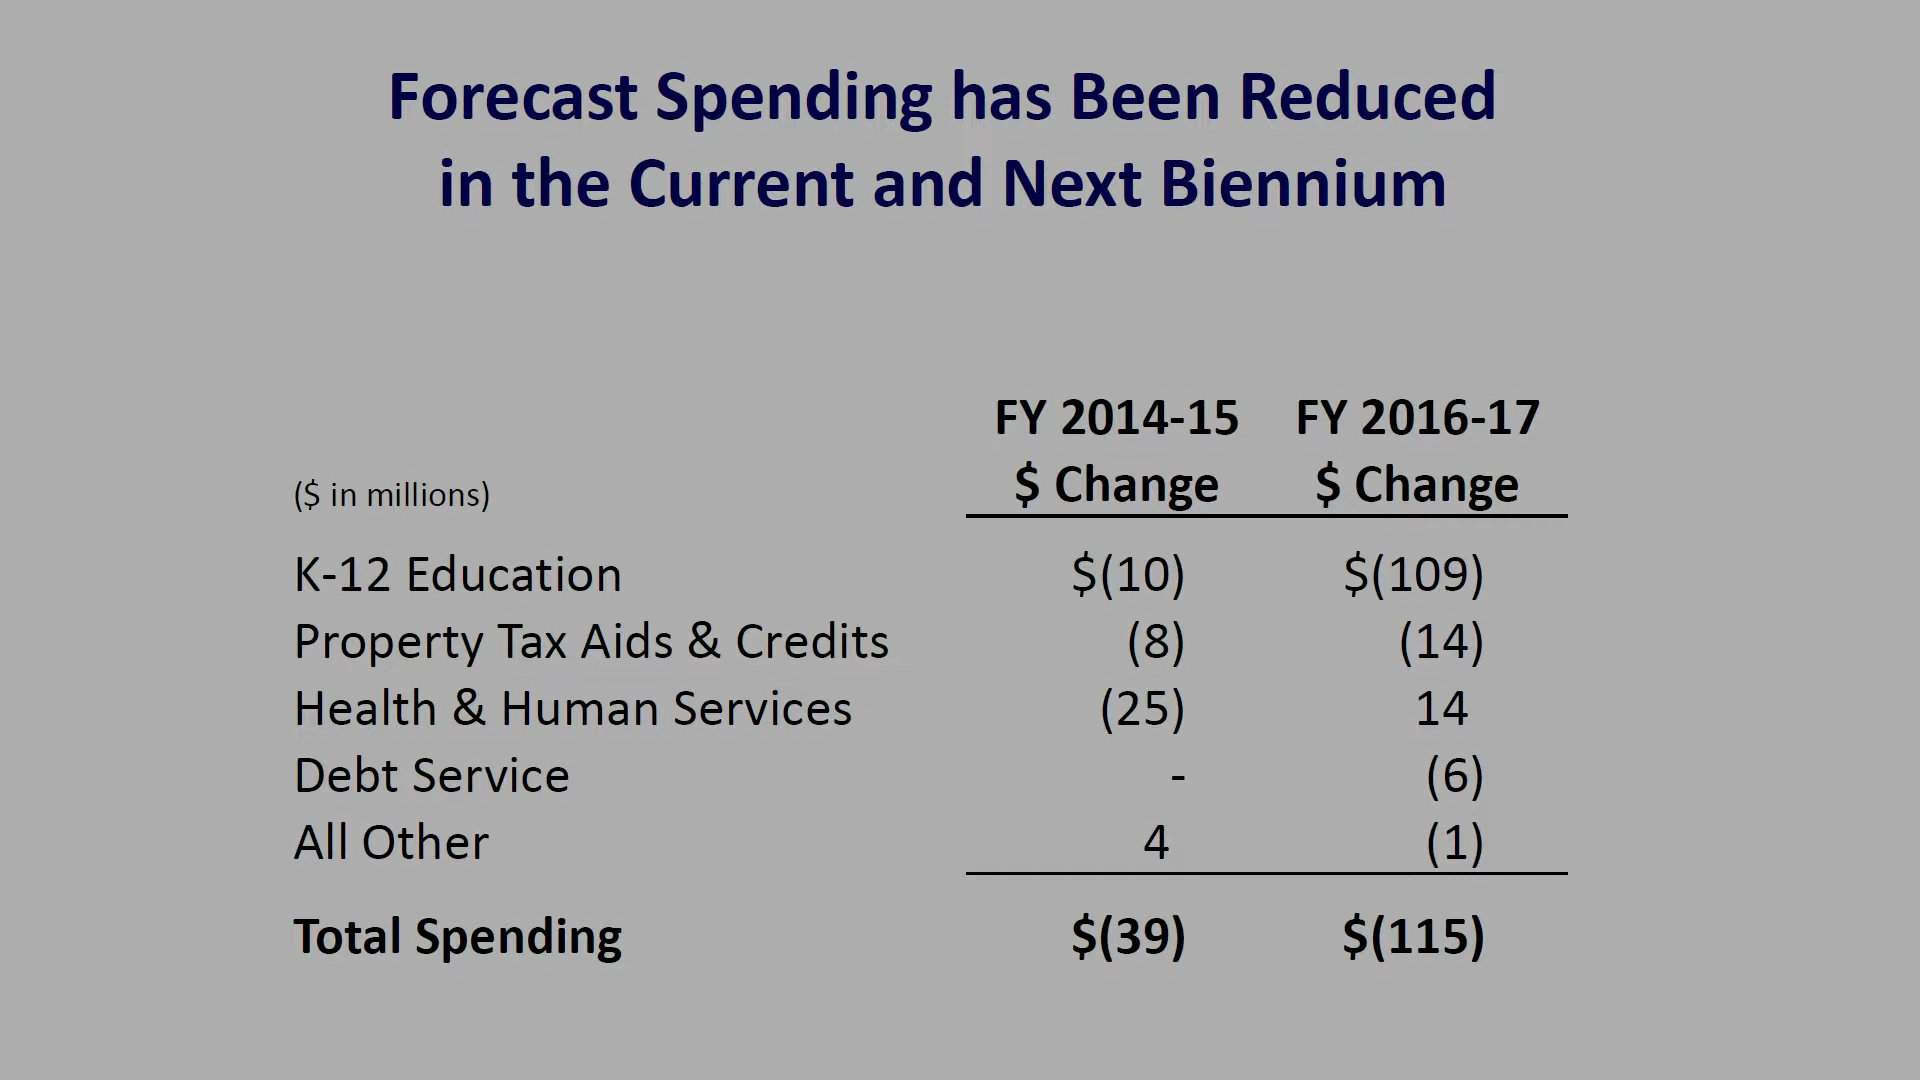 Forecast Spending has Been Reduced
in the Current and Next Biennium
FY 2014-15 FY 2016-17
($ in millions) $ Change $ Change
K-12 Education $(10) $(109)
Property Tax Aids & Credits (8) (14)
Health & Human Services (25) 14
Debt Service - (6)
All Other 4 (1)
Total Spending $(39) $(115)